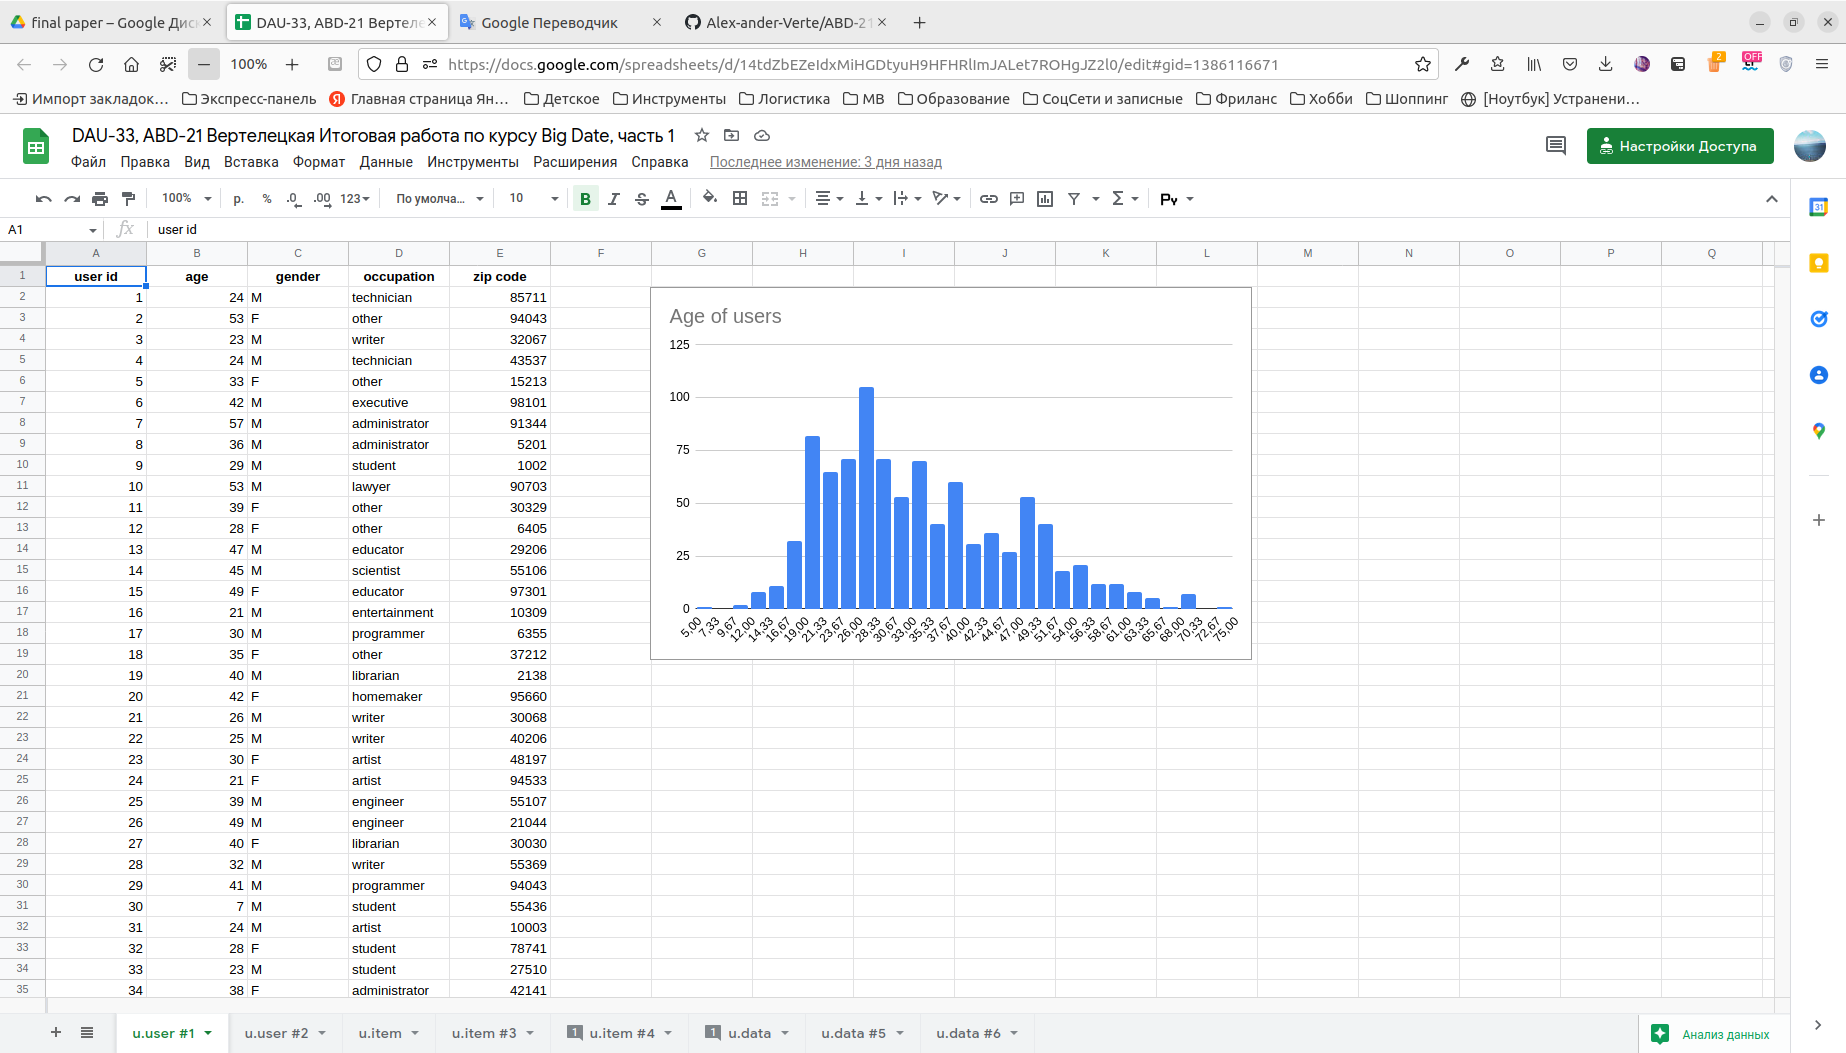 final paper – Google Дис
DAU-33, ABD-21 Вертеле
Google Переводчик
Alex-ander-Verte/ABD-21
100%
https://docs.google.com/spreadsheets/d/14tdZbEZeIdxMiHGDtyuH9HFHRlImJALet7ROHgJZ2l0/edit#gid=1386116671
2
OFF
Импорт закладок…
Экспресс-панель
Я Главная страница Ян…
Детское
Инструменты
Логистика
МВ
Образование
СоцСети и записные
Фриланс
Хобби
Шоппинг
[Ноутбук] Устранени…
DAU-33, ABD-21 Вертелецкая Итоговая работа по курсу Big Date, часть 1
Файл Правка Вид Вставка Формат Данные Инструменты Расширения Справка Последнее изменение: 3 дня назад
Настройки Доступа
100% р. % .0 .00 123 По умолча... 10 B I S A Σ Py
31
A1 fx user id
A B C D E F G H I J K L M N O P Q
1 user id age gender occupation zip code
2 1 24 M technician 85711
3 2 53 F other 94043
4 3 23 M writer 32067
5 4 24 M technician 43537
6 5 33 F other 15213
7 6 42 M executive 98101
8 7 57 M administrator 91344
9 8 36 M administrator 5201
10 9 29 M student 1002
11 10 53 M lawyer 90703
12 11 39 F other 30329
13 12 28 F other 6405
14 13 47 M educator 29206
15 14 45 M scientist 55106
16 15 49 F educator 97301
17 16 21 M entertainment 10309
18 17 30 M programmer 6355
19 18 35 F other 37212
20 19 40 M librarian 2138
21 20 42 F homemaker 95660
22 21 26 M writer 30068
23 22 25 M writer 40206
24 23 30 F artist 48197
25 24 21 F artist 94533
26 25 39 M engineer 55107
27 26 49 M engineer 21044
28 27 40 F librarian 30030
29 28 32 M writer 55369
30 29 41 M programmer 94043
31 30 7 M student 55436
32 31 24 M artist 10003
33 32 28 F student 78741
34 33 23 M student 27510
35 34 38 F administrator 42141
Age of users
125
100
75
50
25
0
5,00 7,33 9,67 12,00 14,33 16,67 19,00 21,33 23,67 26,00 28,33 30,67 33,00 35,33 37,67 40,00 42,33 44,67 47,00 49,33 51,67 54,00 56,33 58,67 61,00 63,33 65,67 68,00 70,33 72,67 75,00
u.user #1 u.user #2 u.item u.item #3 1 u.item #4 1 u.data u.data #5 u.data #6
Анализ данных